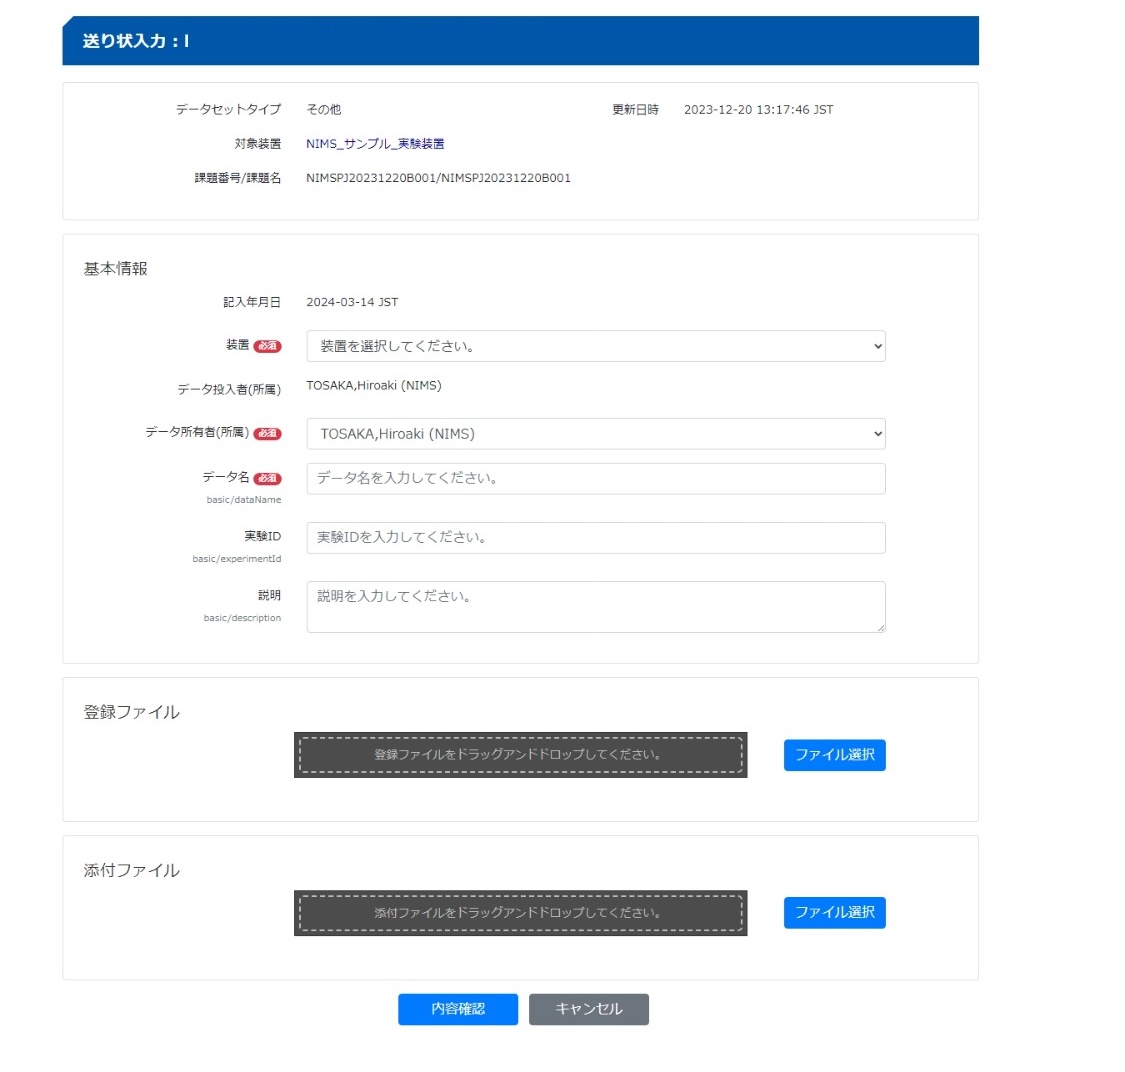 送り状入力：I
データセットタイプ その他 更新日時 2023-12-20 13:17:46 JST
対象装置 NIMS_サンプル_実験装置
課題番号/課題名 NIMSPJ20231220B001/NIMSPJ20231220B001
基本情報
記入年月日 2024-03-14 JST
装置 必須 装置を選択してください。
データ投入者(所属) TOSAKA,Hiroaki (NIMS)
データ所有者(所属) 必須 TOSAKA,Hiroaki (NIMS)
データ名 必須 データ名を入力してください。
basic/dataName
実験ID 実験IDを入力してください。
basic/experimentId
説明 説明を入力してください。
basic/description
登録ファイル
登録ファイルをドラッグアンドドロップしてください。 ファイル選択
添付ファイル
添付ファイルをドラッグアンドドロップしてください。 ファイル選択
内容確認 キャンセル